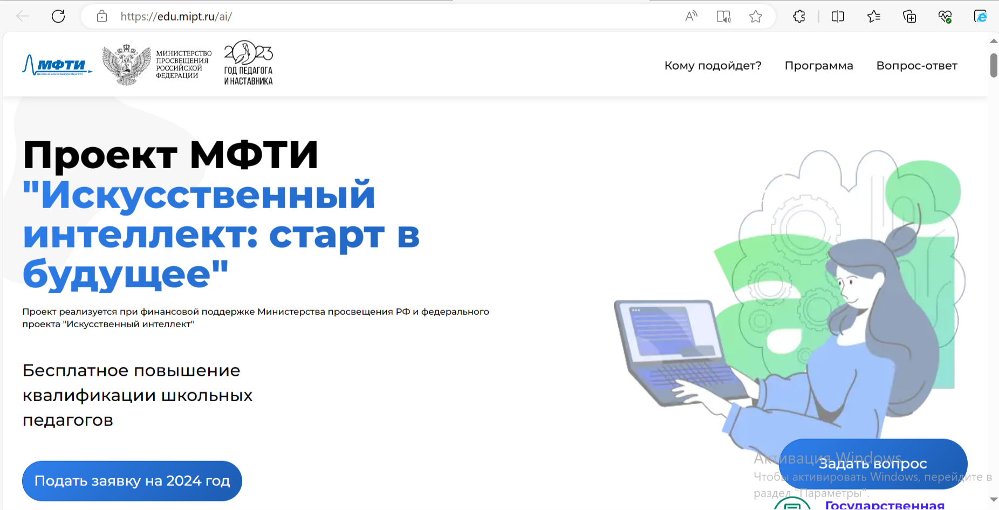 https://edu.mipt.ru/ai/
МФТИ
МИНИСТЕРСТВО
ПРОСВЕЩЕНИЯ
РОССИЙСКОЙ
ФЕДЕРАЦИИ
2023
ГОД ПЕДАГОГА
И НАСТАВНИКА
Кому подойдет?
Программа
Вопрос-ответ
Проект МФТИ
"Искусственный
интеллект: старт в
будущее"
Проект реализуется при финансовой поддержке Министерства просвещения РФ и федерального
проекта "Искусственный интеллект"
Бесплатное повышение
квалификации школьных
педагогов
Подать заявку на 2024 год
Задать вопрос
Активация Windows
Чтобы активировать Windows, перейдите в
раздел "Параметры".
Государственная